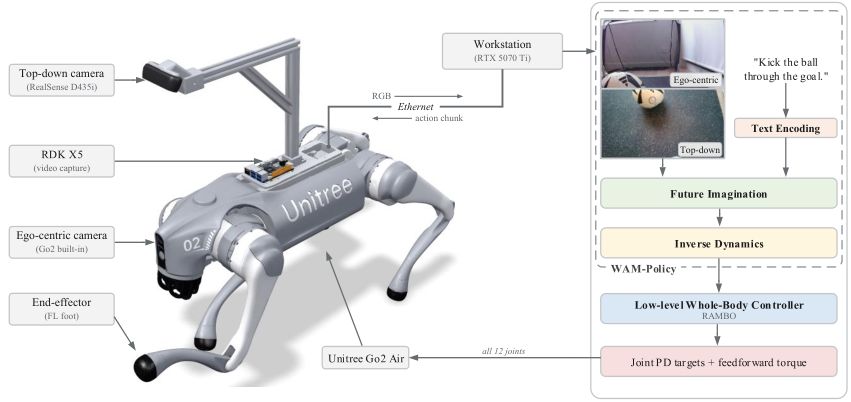 Top-down camera
(RealSense D435i)
RDK X5
(video capture)
Ego-centric camera
(Go2 built-in)
End-effector
(FL foot)
Unitree
02
Unitree Go2 Air
Workstation
(RTX 5070 Ti)
RGB
Ethernet
action chunk
Ego-centric
Top-down
"Kick the ball
through the goal."
Text Encoding
Future Imagination
Inverse Dynamics
WAM-Policy
Low-level Whole-Body Controller
RAMBO
Joint PD targets + feedforward torque
all 12 joints